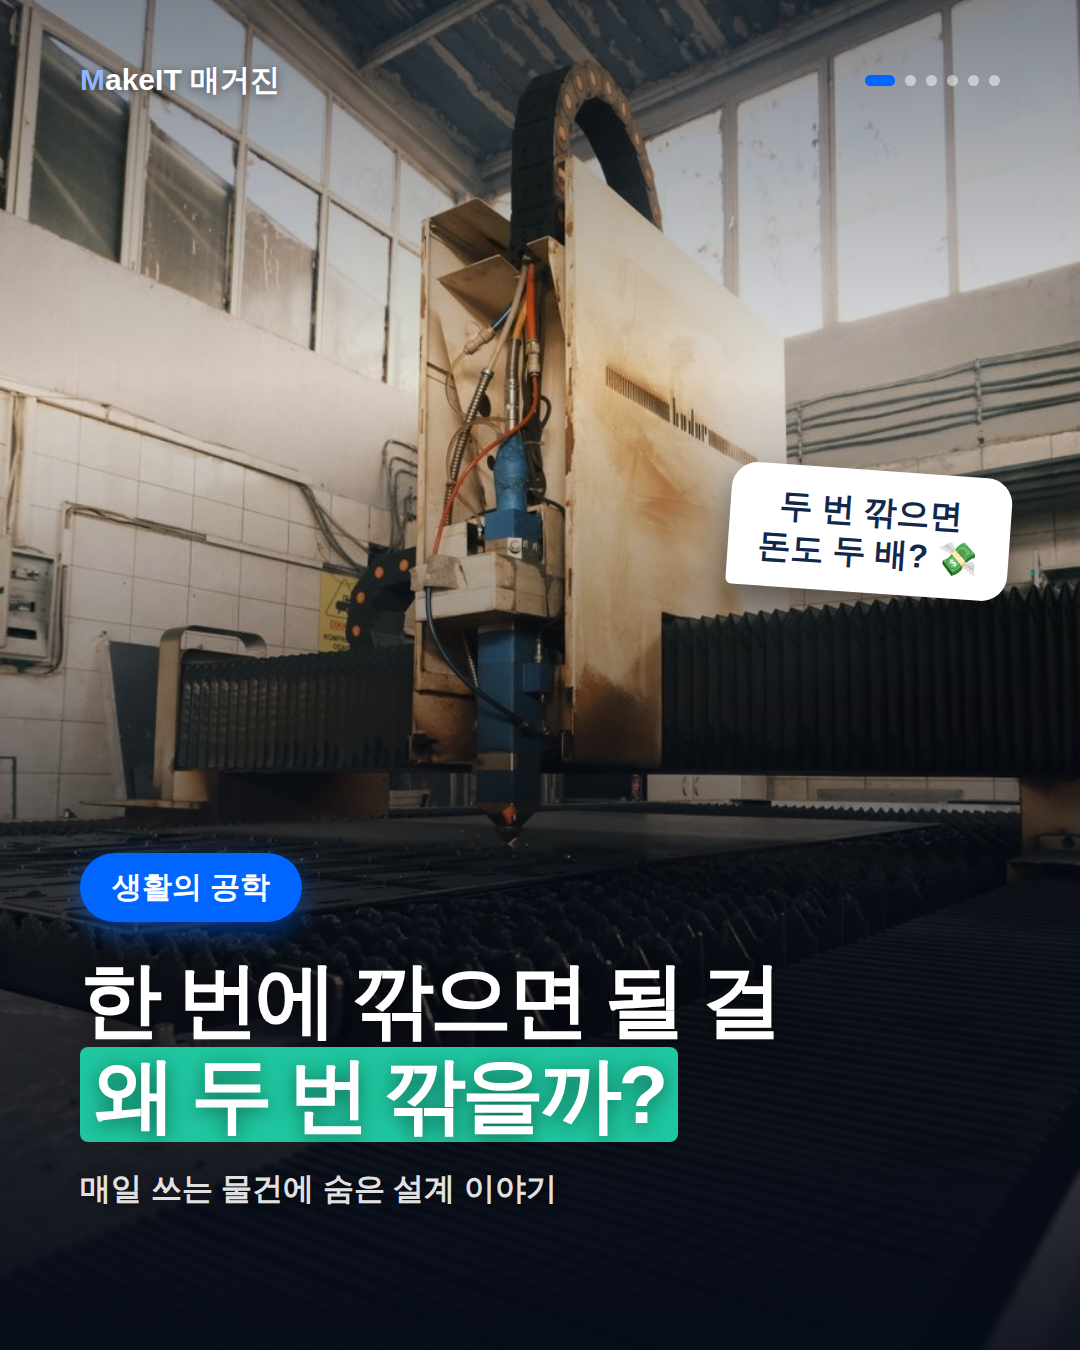 MakeIT 매거진
두 번 깎으면
돈도 두 배? 💸
생활의 공학
한 번에 깎으면 될 걸
왜 두 번 깎을까?
매일 쓰는 물건에 숨은 설계 이야기